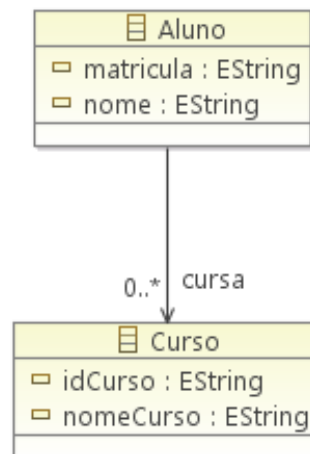 Aluno
matricula : EString
nome : EString
0..* cursa
Curso
idCurso : EString
nomeCurso : EString